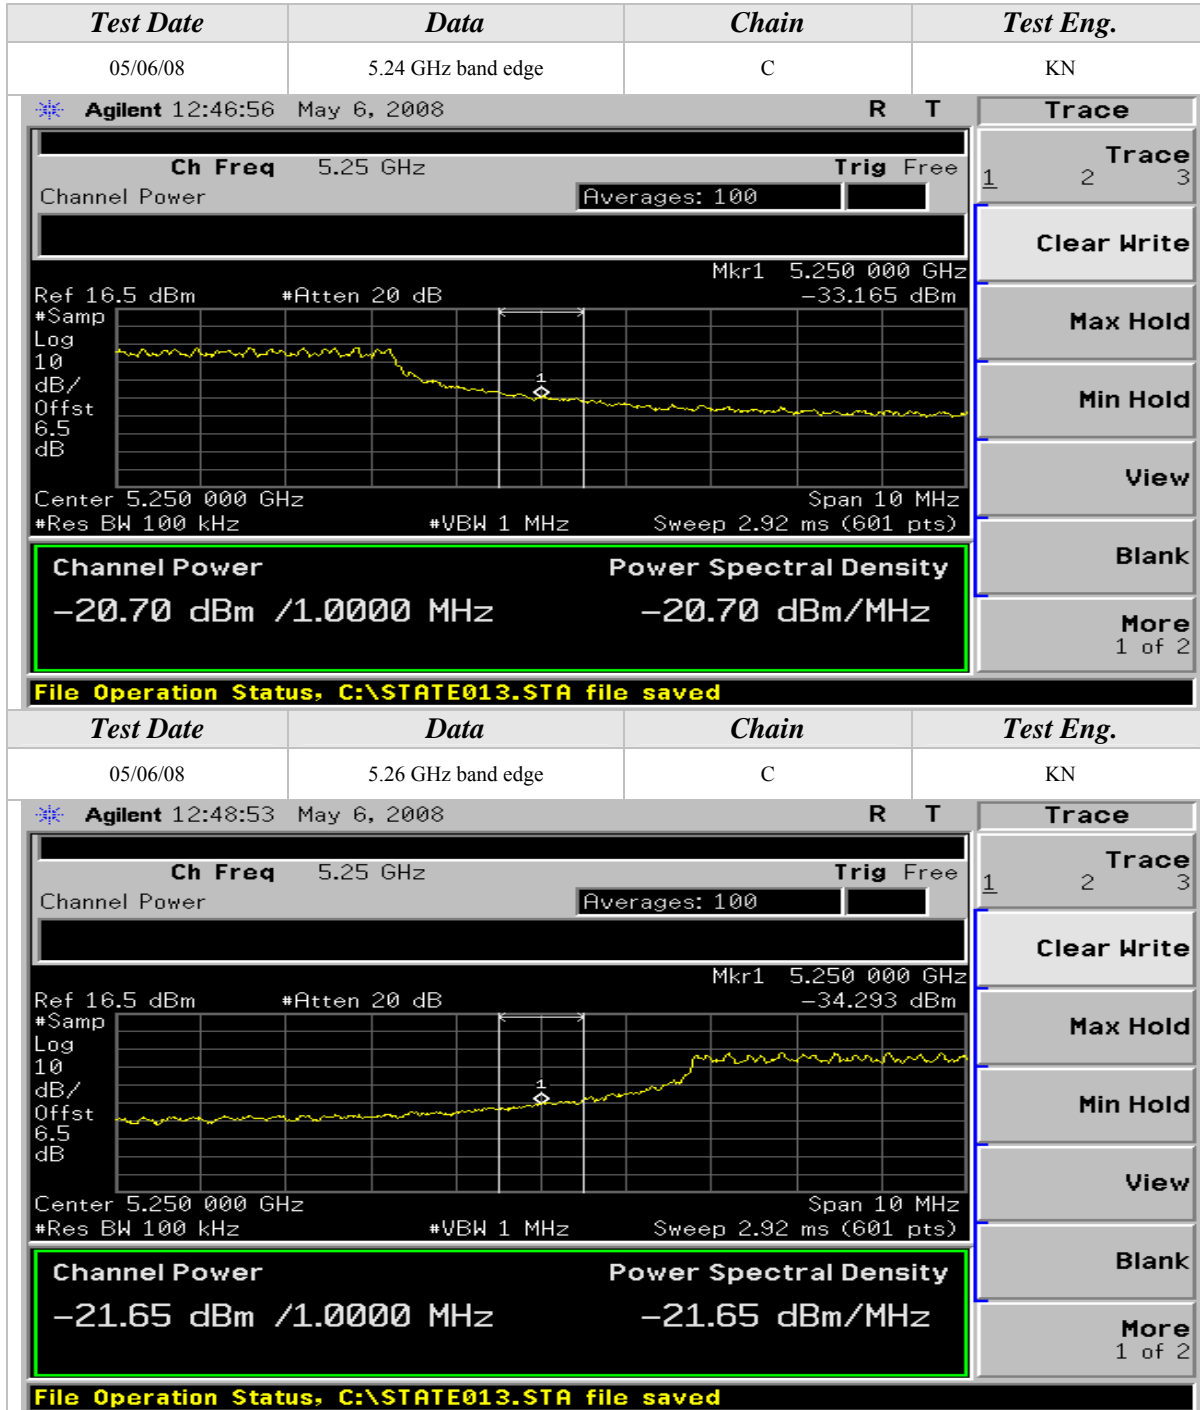 Test Date Data Chain Test Eng.
05/06/08 5.24 GHz band edge C KN
Agilent 12:46:56 May 6, 2008 R T Trace
Ch Freq 5.25 GHz Trig Free
Channel Power Averages: 100
Trace
1 2 3
Clear Write
Mkr1 5.250 000 GHz
Ref 16.5 dBm #Atten 20 dB -33.165 dBm
#Samp
Log
10
dB/
Offst
6.5
dB
1
Max Hold
Min Hold
View
Center 5.250 000 GHz Span 10 MHz
#Res BW 100 kHz #VBW 1 MHz Sweep 2.92 ms (601 pts)
Blank
Channel Power Power Spectral Density
-20.70 dBm /1.0000 MHz -20.70 dBm/MHz
More
1 of 2
File Operation Status, C:\STATE013.STA file saved
Test Date Data Chain Test Eng.
05/06/08 5.26 GHz band edge C KN
Agilent 12:48:53 May 6, 2008 R T Trace
Ch Freq 5.25 GHz Trig Free
Channel Power Averages: 100
Trace
1 2 3
Clear Write
Mkr1 5.250 000 GHz
Ref 16.5 dBm #Atten 20 dB -34.293 dBm
#Samp
Log
10
dB/
Offst
6.5
dB
1
Max Hold
Min Hold
View
Center 5.250 000 GHz Span 10 MHz
#Res BW 100 kHz #VBW 1 MHz Sweep 2.92 ms (601 pts)
Blank
Channel Power Power Spectral Density
-21.65 dBm /1.0000 MHz -21.65 dBm/MHz
More
1 of 2
File Operation Status, C:\STATE013.STA file saved